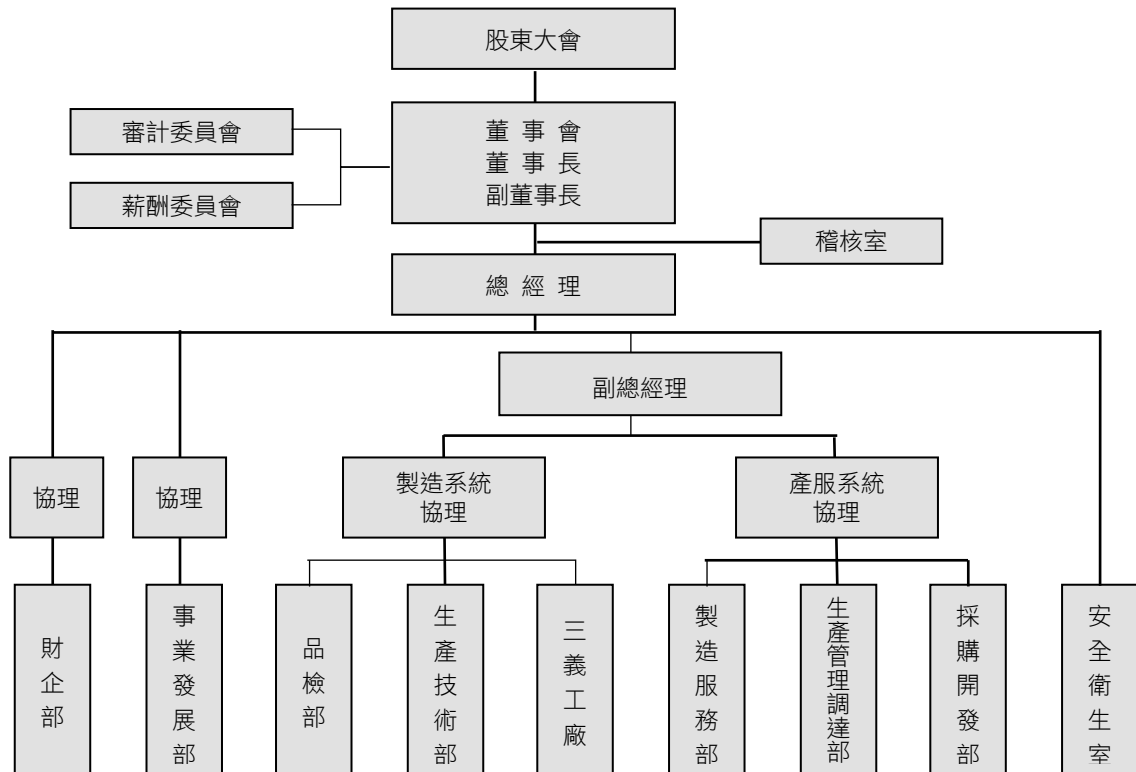 股東大會
審計委員會
董 事 會
董 事 長
副董事長
薪酬委員會
稽核室
總 經 理
副總經理
協理
協理
製造系統
協理
產服系統
協理
財企部
事業發展部
品檢部
生產技術部
三義工廠
製造服務部
生產管理調達部
採購開發部
安全衛生室